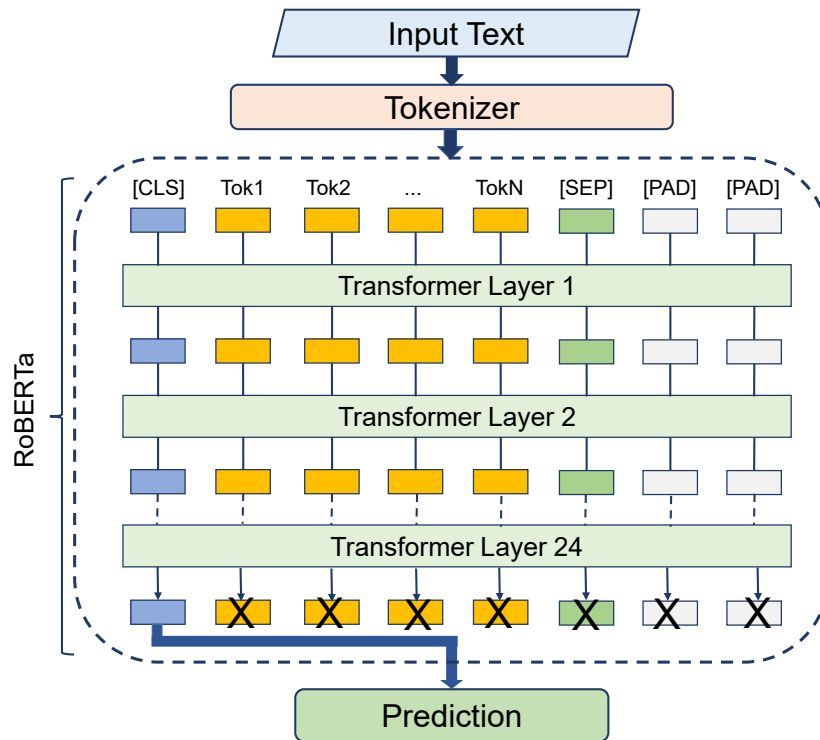 Input Text
Tokenizer
[CLS] Tok1 Tok2 ... TokN [SEP] [PAD] [PAD]
Transformer Layer 1
RoBERTa
Transformer Layer 2
Transformer Layer 24
X X X X X X X
Prediction